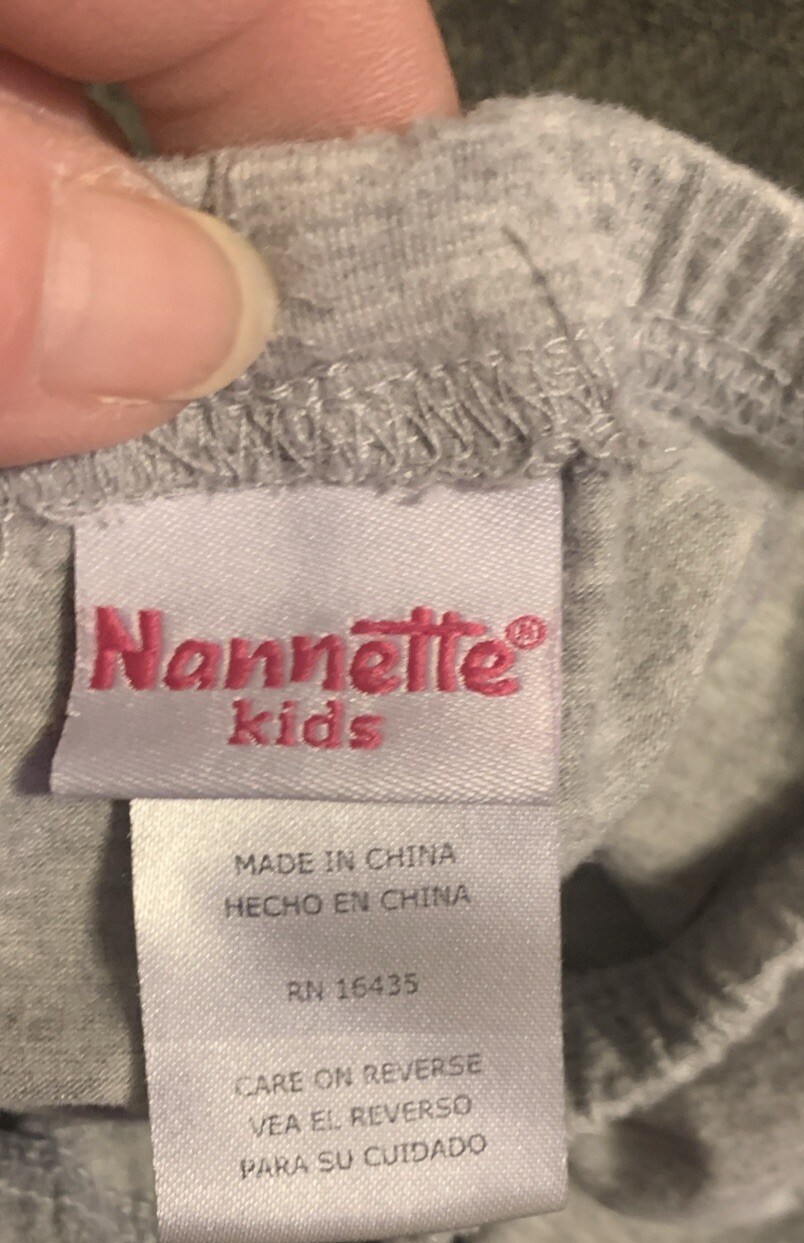 Nannette®
kids
MADE IN CHINA
HECHO EN CHINA
RN 16435
CARE ON REVERSE
VEA EL REVERSO
PARA SU CUIDADO